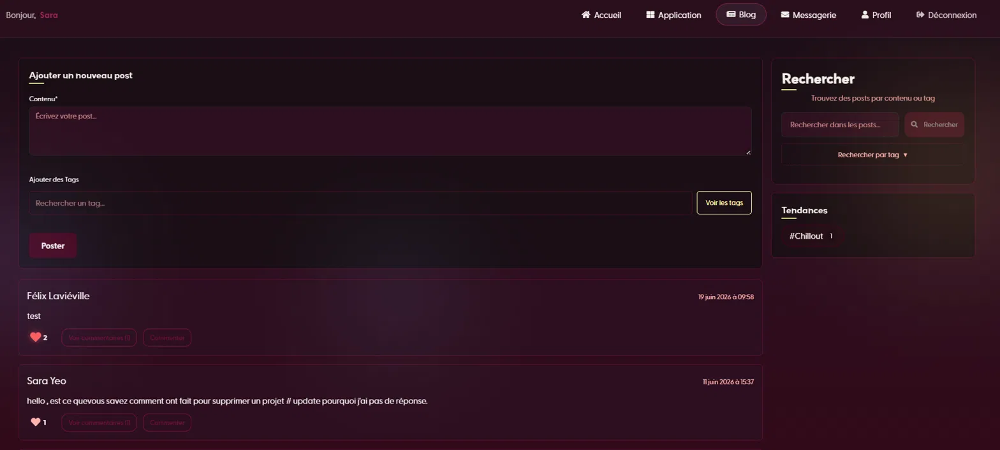 Bonjour, Sara
Accueil
Application
Blog
Messagerie
Profil
Déconnexion
Ajouter un nouveau post
Contenu*
Écrivez votre post...
Ajouter des Tags
Rechercher un tag...
Voir les tags
Poster
Rechercher
Trouvez des posts par contenu ou tag
Rechercher dans les posts...
Rechercher
Rechercher par tag ▼
Tendances
#Chillout 1
Félix Laviéville
19 juin 2026 à 09:58
test
2
Voir commentaires (1)
Commenter
Sara Yeo
11 juin 2026 à 15:37
hello , est ce quevous savez comment ont fait pour supprimer un projet # update pourquoi j'ai pas de réponse.
1
Voir commentaires (1)
Commenter